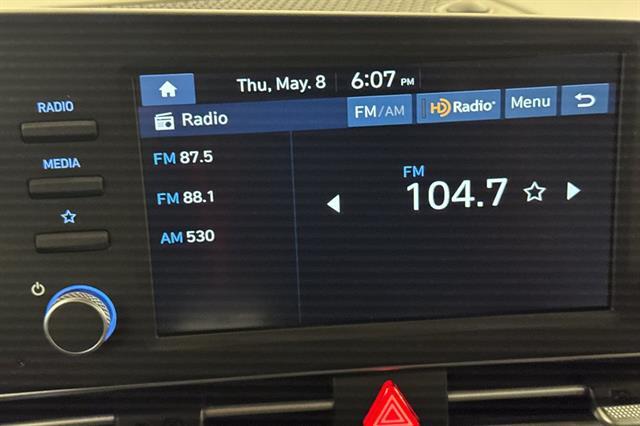 Thu, May. 8 6:07 PM
RADIO
Radio FM/AM HD Radio Menu
MEDIA
FM 87.5
FM 88.1
AM 530
FM
104.7